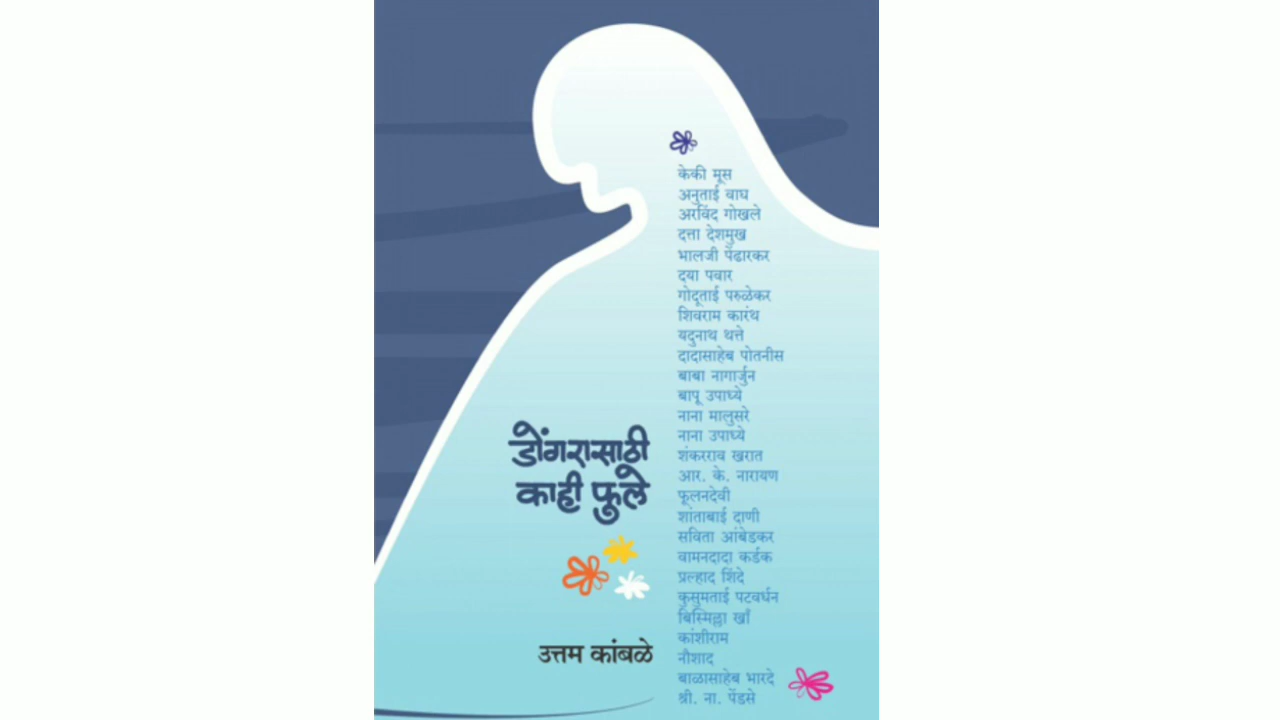 केकी मूस
अनुताई वाघ
अरविंद गोखले
दत्ता देशमुख
भालजी पेंढारकर
दया पवार
गोदूताई परुळेकर
शिवराम कारंथ
यदुनाथ थत्ते
दादासाहेब पोतनीस
बाबा नागार्जुन
बापू उपाध्ये
नाना मालुसरे
नाना उपाध्ये
शंकरराव खरात
आर. के. नारायण
फूलनदेवी
शांताबाई दाणी
सविता आंबेडकर
वामनदादा कर्डक
प्रल्हाद शिंदे
कुसुमताई पटवर्धन
बिस्मिल्ला खाँ
कांशीराम
नौशाद
बाळासाहेब भारदे
श्री. ना. पेंडसे
डोंगरासाठी
काही फुले
उत्तम कांबळे